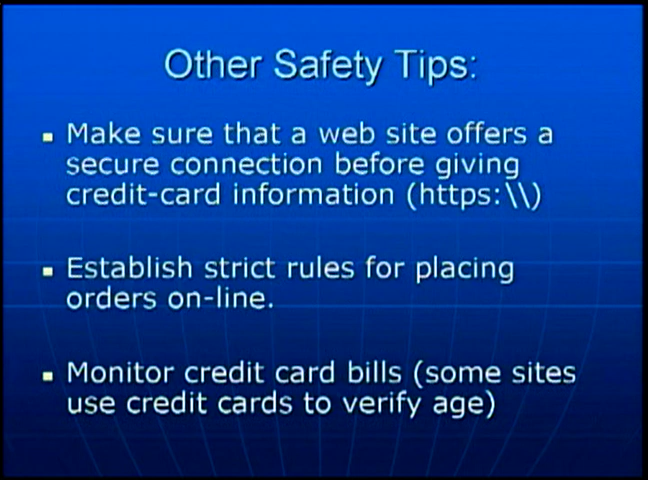 Other Safety Tips:
Make sure that a web site offers a
secure connection before giving
credit-card information (https:\\)
Establish strict rules for placing
orders on-line.
Monitor credit card bills (some sites
use credit cards to verify age)